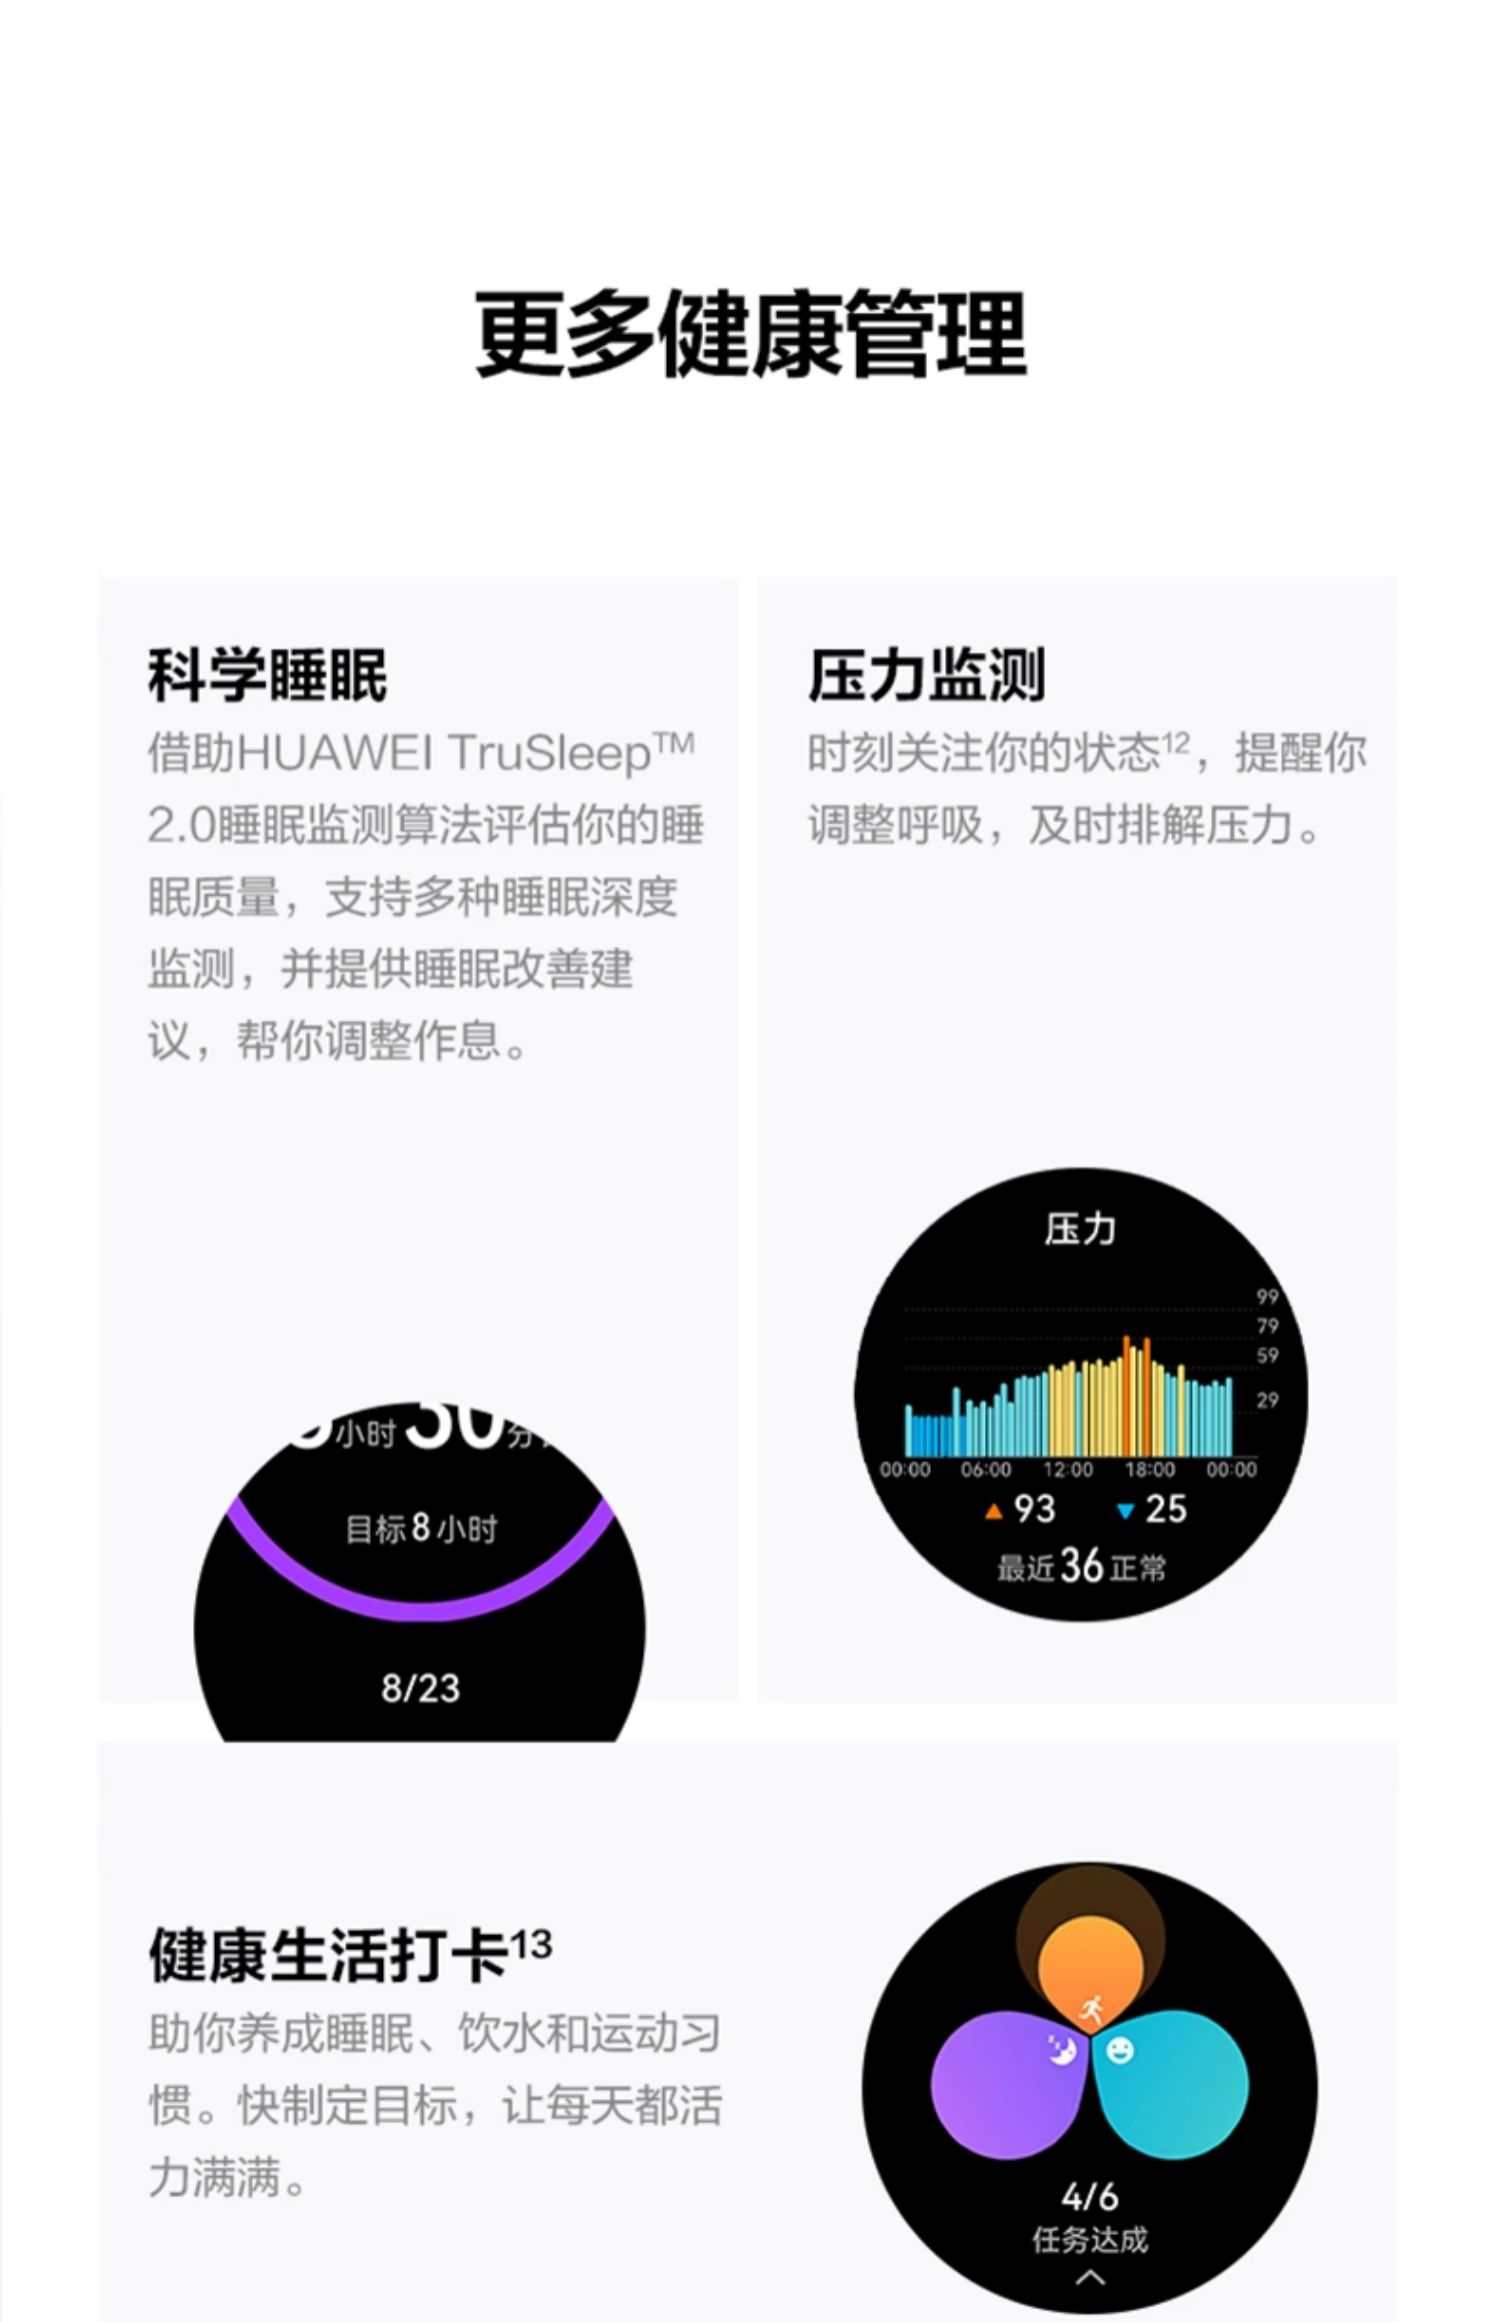 更多健康管理
科学睡眠
借助HUAWEI TruSleep™
2.0睡眠监测算法评估你的睡
眠质量，支持多种睡眠深度
监测，并提供睡眠改善建
议，帮你调整作息。
小时 30分
目标8小时
8/23
压力监测
时刻关注你的状态¹²，提醒你
调整呼吸，及时排解压力。
压力
99
79
59
29
00:00 06:00 12:00 18:00 00:00
▲ 93 ▼ 25
最近36正常
健康生活打卡¹³
助你养成睡眠、饮水和运动习
惯。快制定目标，让每天都活
力满满。
4/6
任务达成